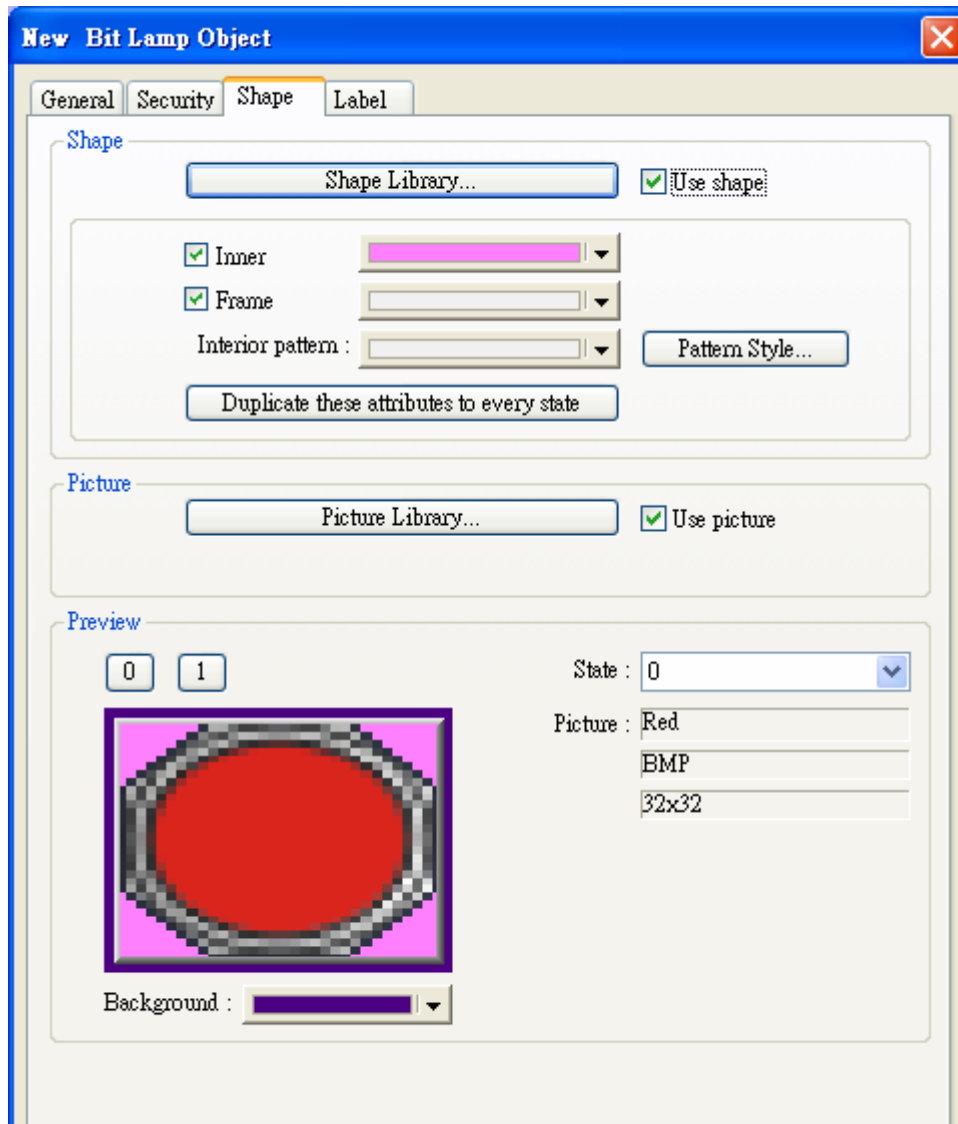 New Bit Lamp Object
General Security Shape Label
Shape
Shape Library... Use shape
Inner
Frame
Interior pattern : Pattern Style...
Duplicate these attributes to every state
Picture
Picture Library... Use picture
Preview
0 1 State : 0
Picture : Red
BMP
32x32
Background :